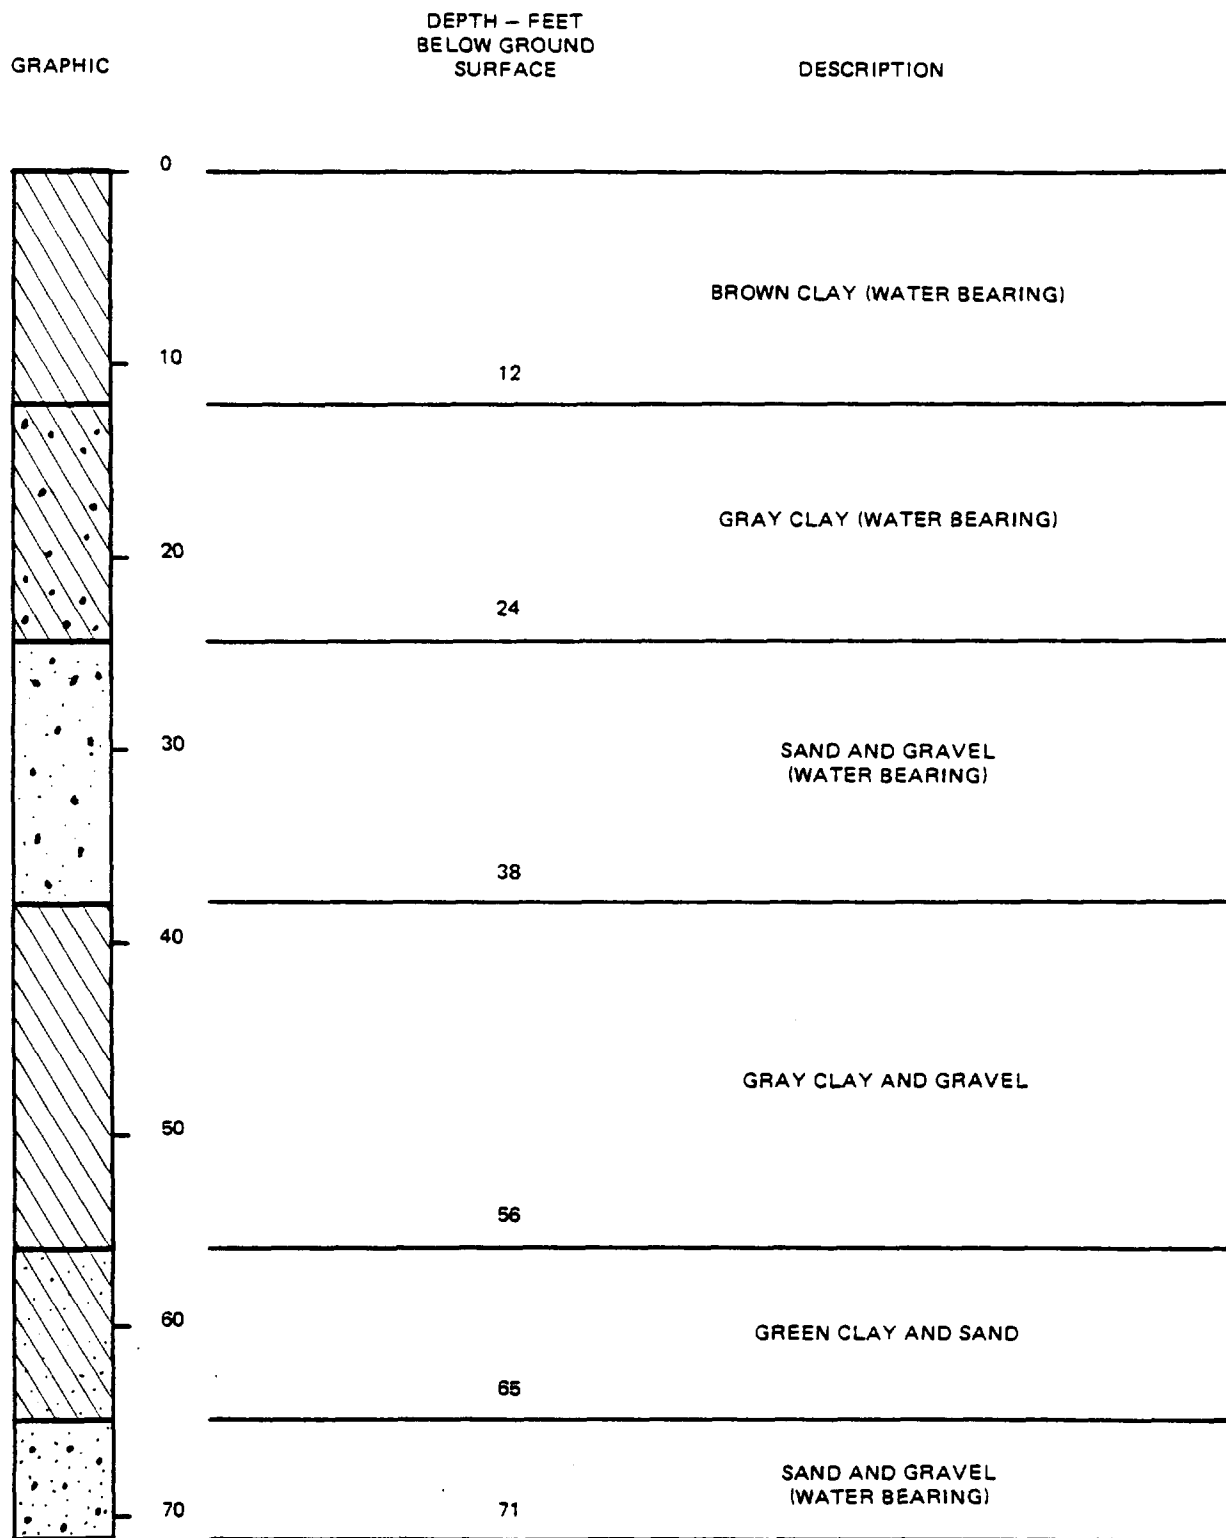 GRAPHIC
DEPTH – FEET
BELOW GROUND
SURFACE
DESCRIPTION
0
BROWN CLAY (WATER BEARING)
10
12
GRAY CLAY (WATER BEARING)
20
24
30
SAND AND GRAVEL
(WATER BEARING)
38
40
GRAY CLAY AND GRAVEL
50
56
60
GREEN CLAY AND SAND
65
SAND AND GRAVEL
(WATER BEARING)
70
71